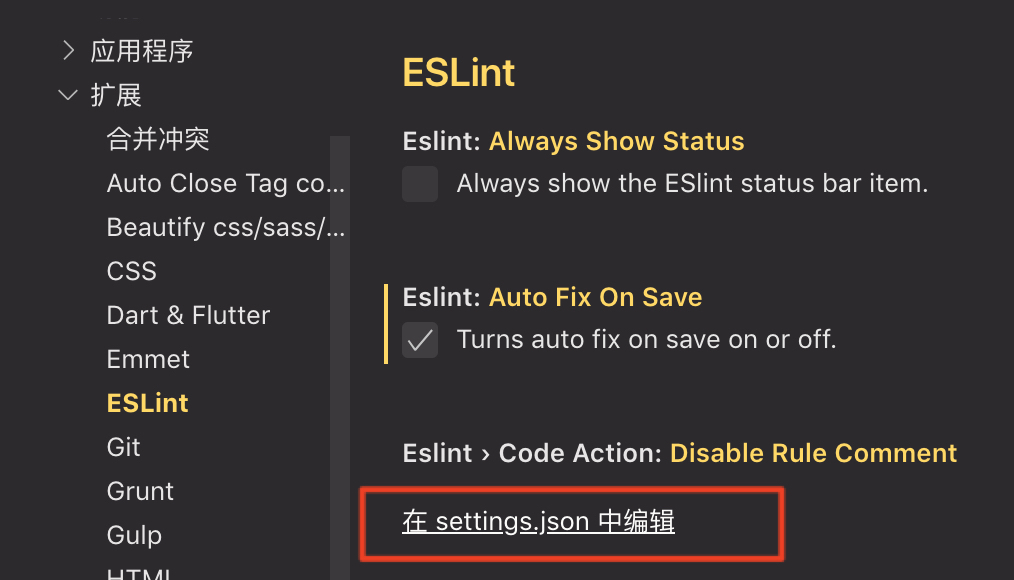 应用程序
扩展
合并冲突
Auto Close Tag co...
Beautify css/sass/...
CSS
Dart & Flutter
Emmet
ESLint
Git
Grunt
Gulp
HTML
ESLint
Eslint: Always Show Status
Always show the ESlint status bar item.
Eslint: Auto Fix On Save
Turns auto fix on save on or off.
Eslint › Code Action: Disable Rule Comment
在 settings.json 中编辑